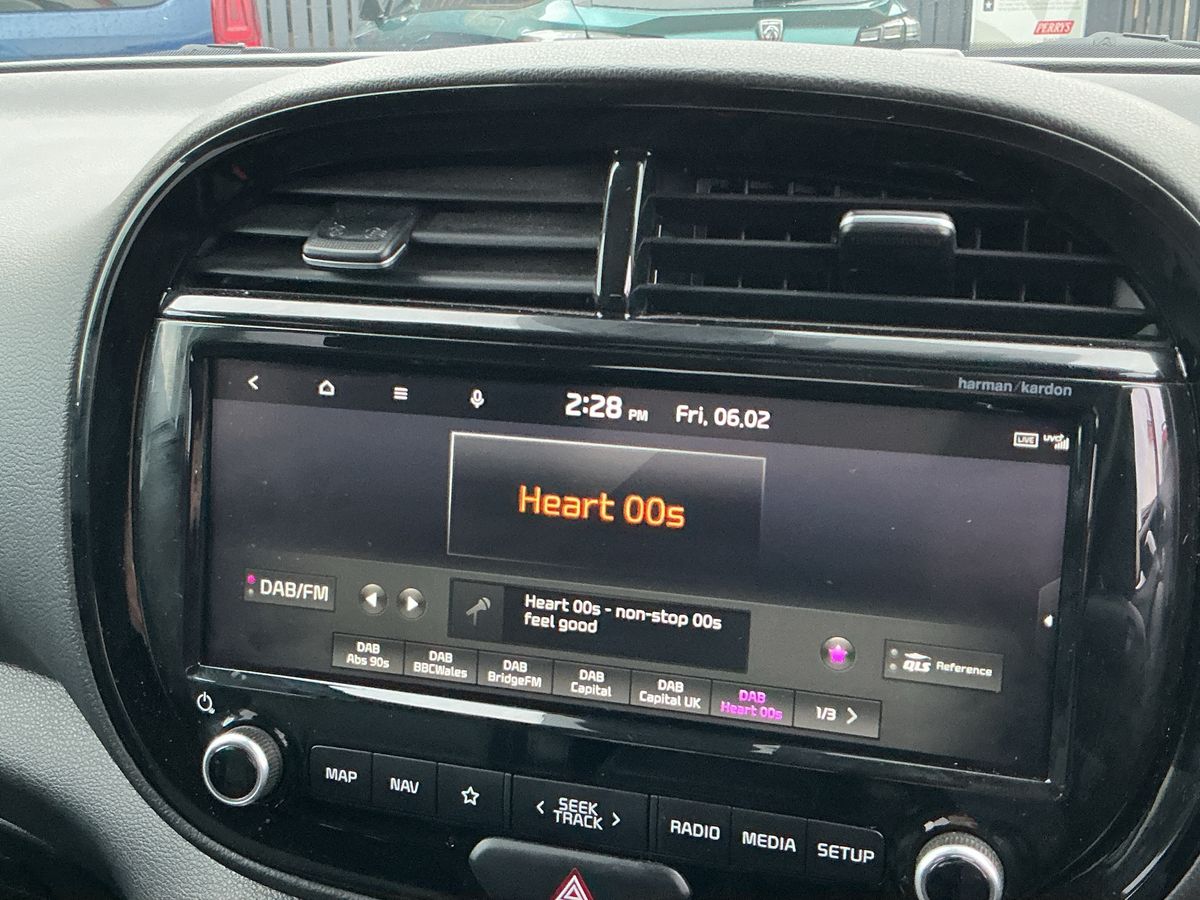 PERRYS
harman/kardon
2:28 PM Fri, 06.02
LIVE UVO
Heart 00s
DAB/FM
Heart 00s - non-stop 00s
feel good
QLS Reference
DAB
Abs 90s
DAB
BBCWales
DAB
BridgeFM
DAB
Capital
DAB
Capital UK
DAB
Heart 00s
1/3
MAP
NAV
SEEK
TRACK
RADIO
MEDIA
SETUP